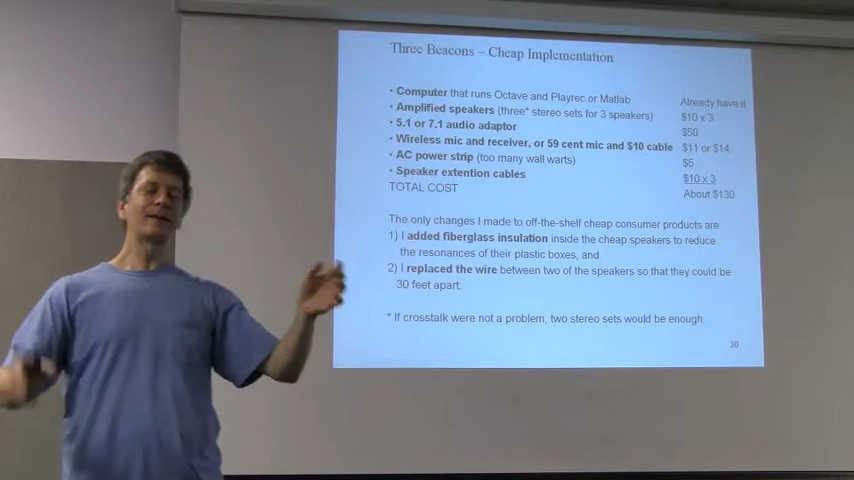 Three Beacons – Cheap Implementation
• Computer that runs Octave and Playrec or Matlab Already have it
• Amplified speakers (three* stereo sets for 3 speakers) $10 x 3
• 5.1 or 7.1 audio adaptor $50
• Wireless mic and receiver, or 59 cent mic and $10 cable $11 or $14
• AC power strip (too many wall warts) $5
• Speaker extention cables $10 x 3
TOTAL COST About $130
The only changes I made to off-the-shelf cheap consumer products are:
1) I added fiberglass insulation inside the cheap speakers to reduce
the resonances of their plastic boxes, and
2) I replaced the wire between two of the speakers so that they could be
30 feet apart.
* If crosstalk were not a problem, two stereo sets would be enough.
30